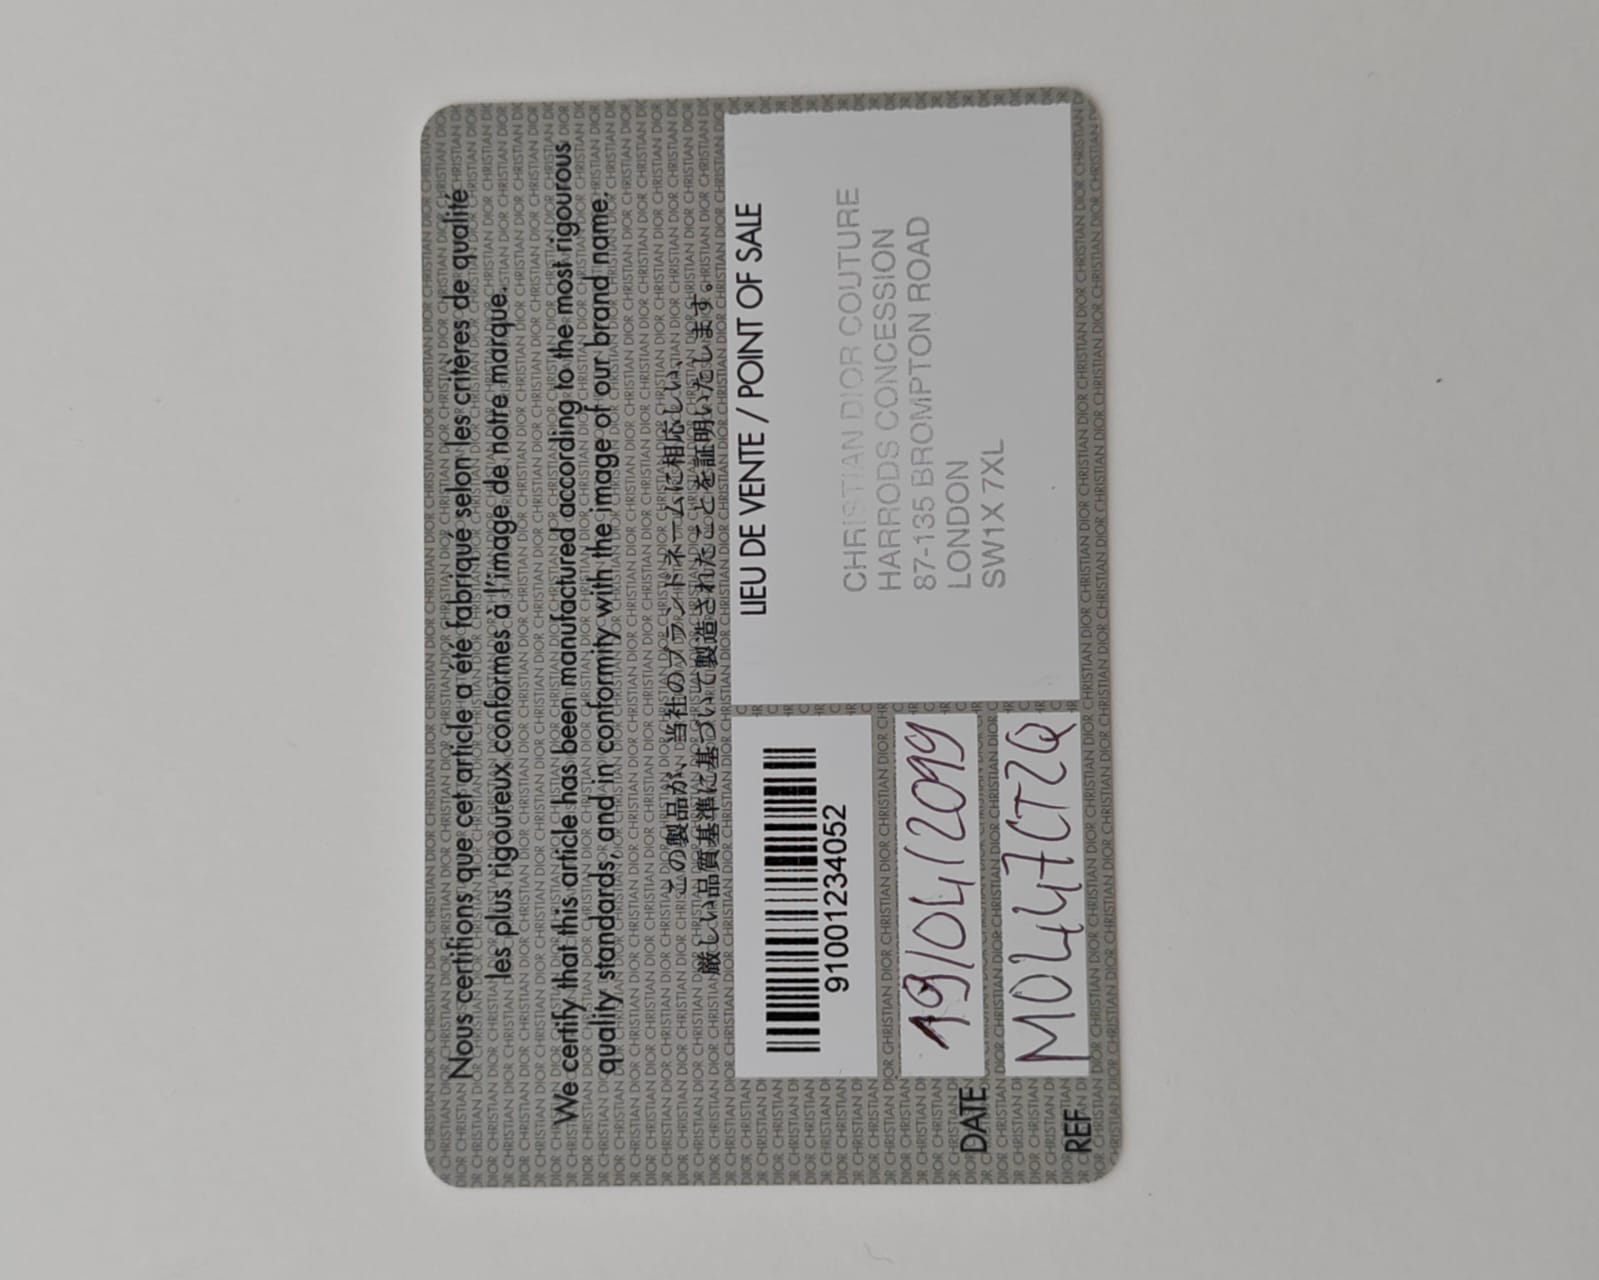 Nous certifions que cet article a été fabriqué selon les critères de qualité
les plus rigoureux conformes à l'image de notre marque.
We certify that this article has been manufactured according to the most rigourous
quality standards, and in conformity with the image of our brand name.
この製品が、当社のブランドネームに相応しい、
厳しい品質基準に基づいて製造されたことを証明いたします。
LIEU DE VENTE / POINT OF SALE
CHRISTIAN DIOR COUTURE
HARRODS CONCESSION
87-135 BROMPTON ROAD
LONDON
SW1X 7XL
91001234052
DATE 19/04/2099
REF M0447CTZQ